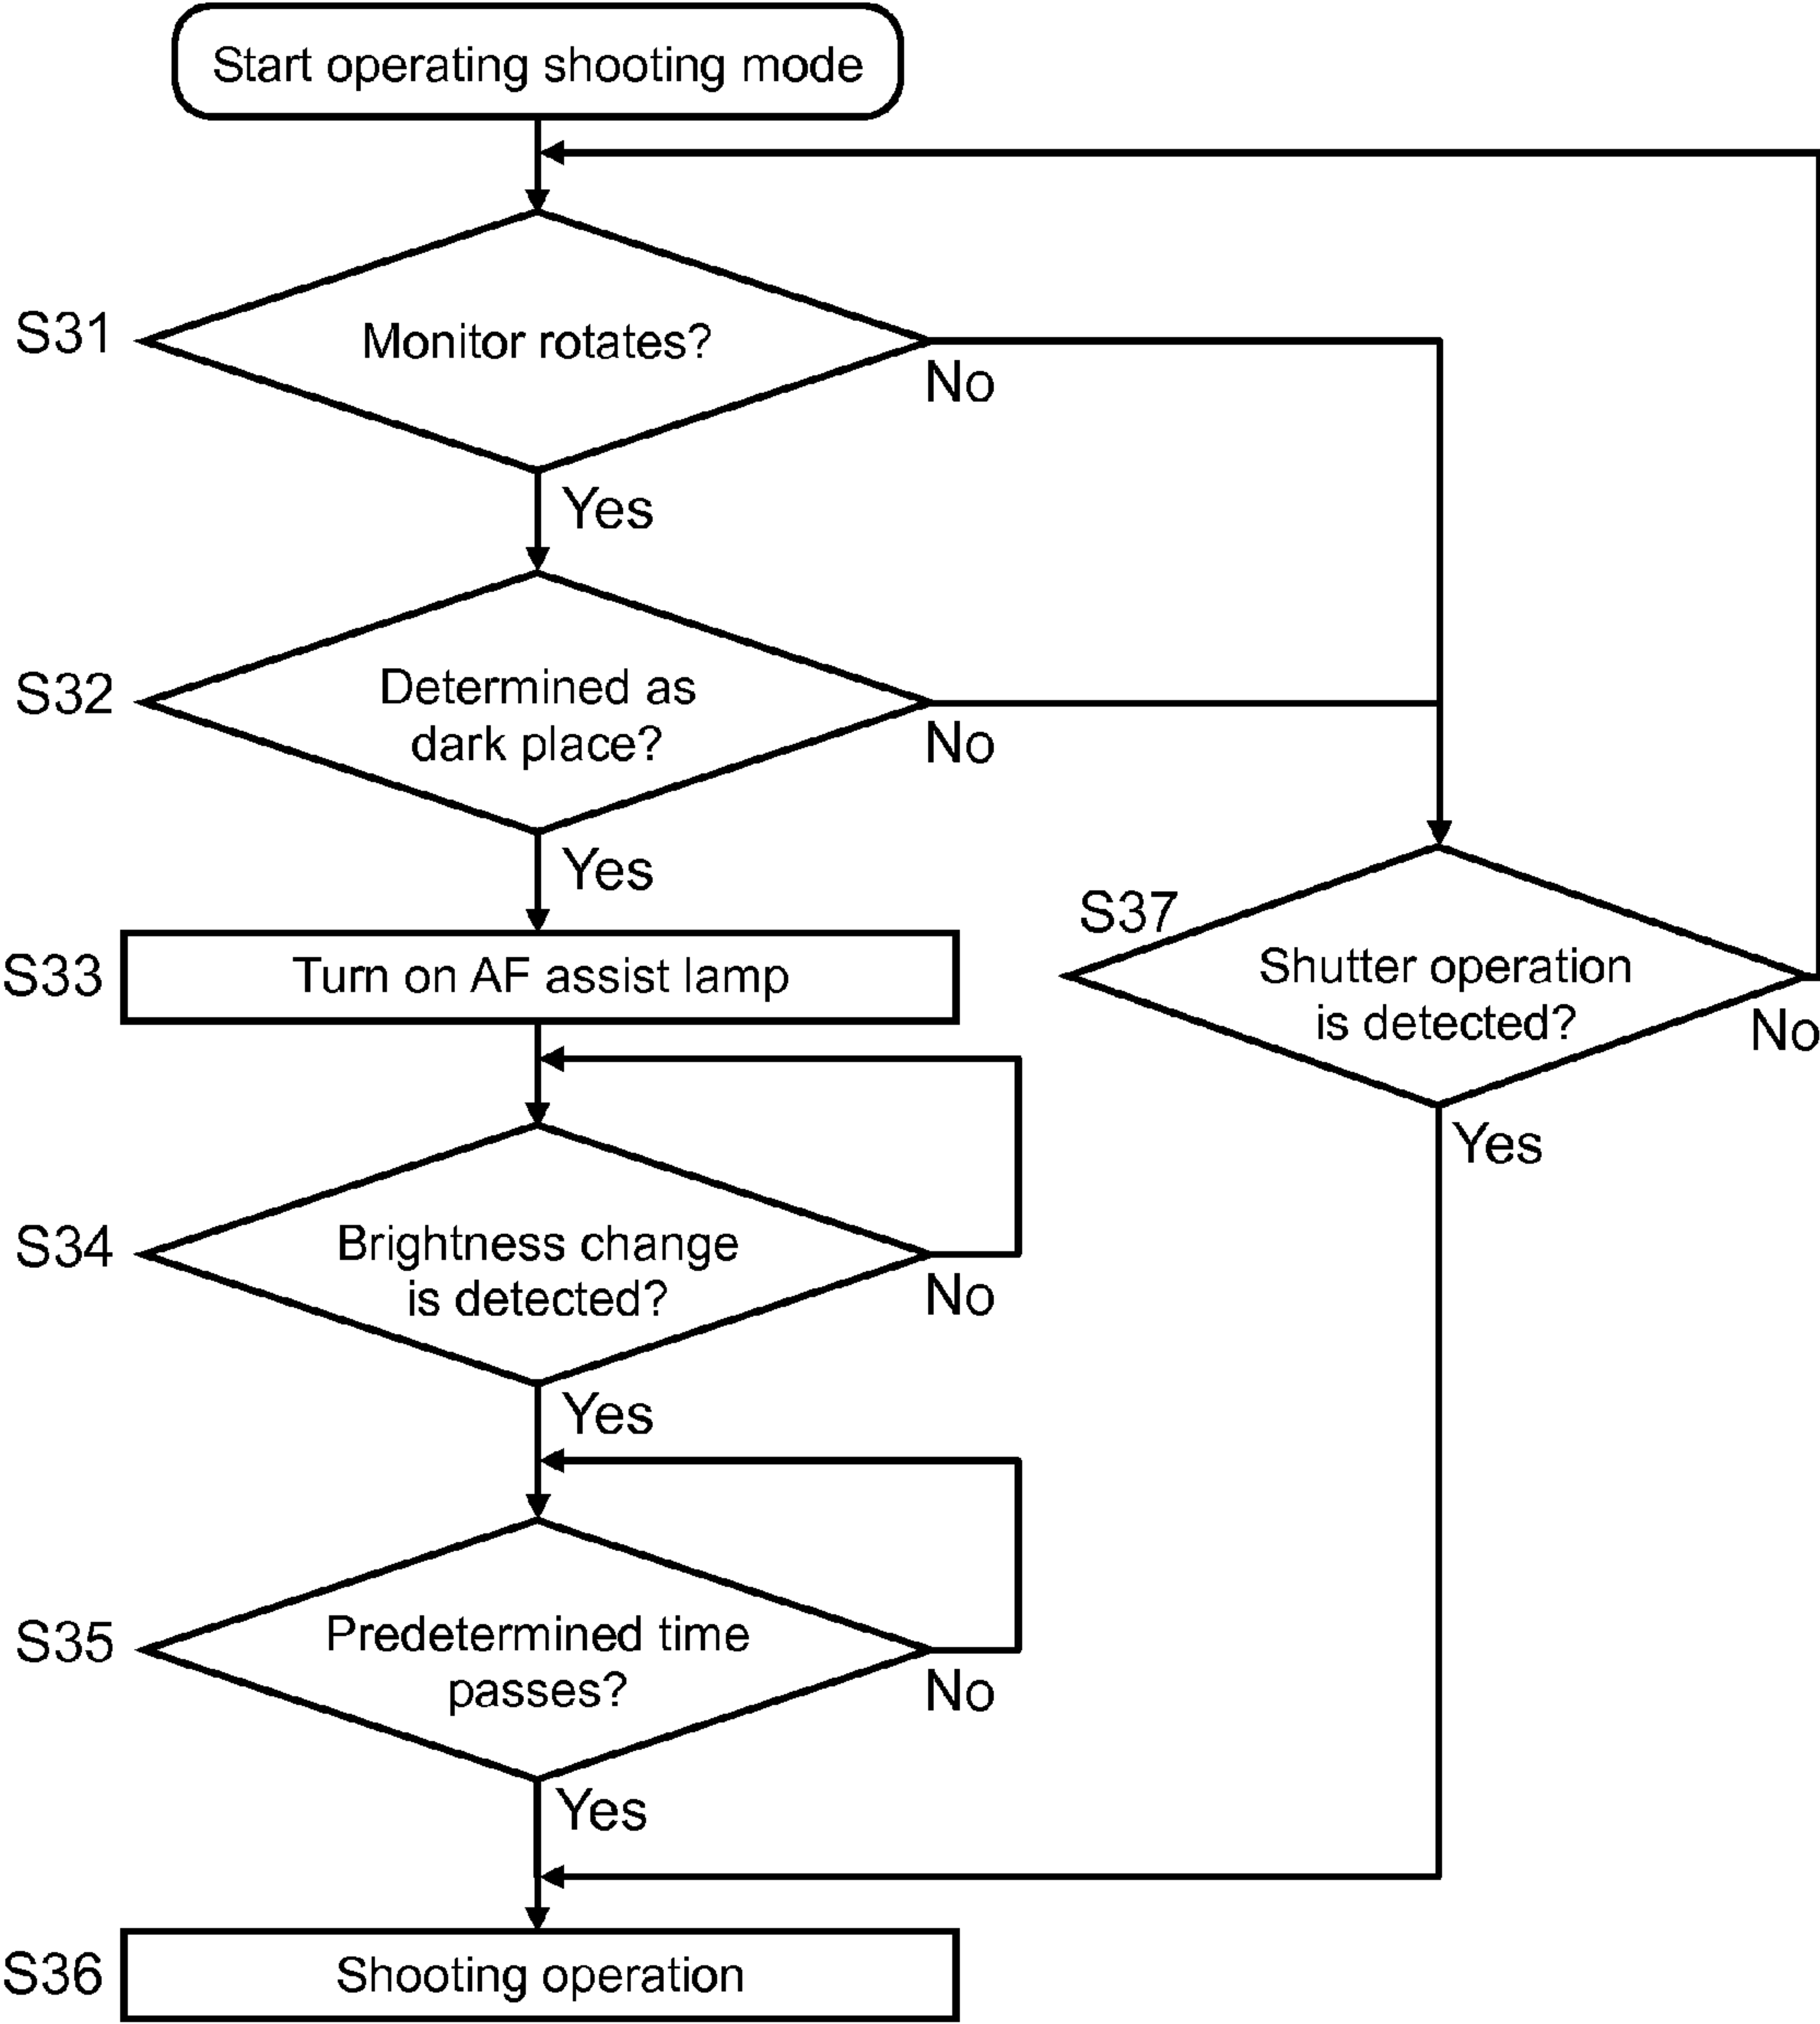 Start operating shooting mode
S31
Monitor rotates?
No
Yes
S32
Determined as
dark place?
No
Yes
S33
Turn on AF assist lamp
S37
Shutter operation
is detected?
No
Yes
S34
Brightness change
is detected?
No
Yes
S35
Predetermined time
passes?
No
Yes
S36
Shooting operation